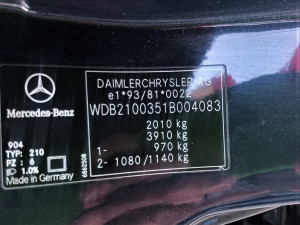 DAIMLERCHRYSLER AG
e1*93/81*0022
WDB2100351B004083
2010 kg
3910 kg
1- 970 kg
2- 1080/1140 kg
Mercedes-Benz
904
TYP: 210
PZ : 6
1.0%
Made in Germany